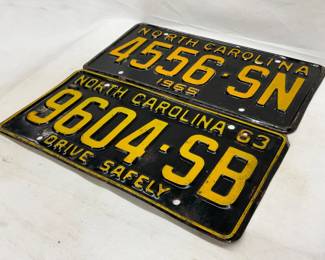 NORTH CAROLINA
4556·SN
1965
NORTH CAROLINA 63
9604·SB
DRIVE SAFELY